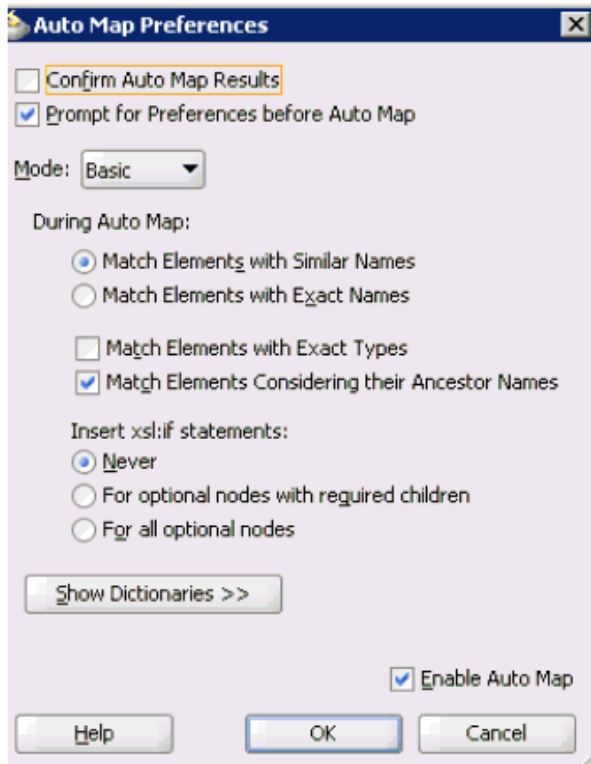 Auto Map Preferences
Confirm Auto Map Results
Prompt for Preferences before Auto Map
Mode: Basic
During Auto Map:
Match Elements with Similar Names
Match Elements with Exact Names
Match Elements with Exact Types
Match Elements Considering their Ancestor Names
Insert xsl:if statements:
Never
For optional nodes with required children
For all optional nodes
Show Dictionaries >>
Enable Auto Map
Help OK Cancel